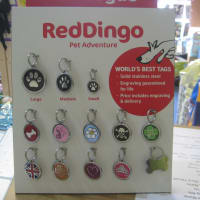 RedDingo
Pet Adventure
WORLD'S BEST TAGS
- Solid stainless steel
- Engraving guaranteed
for life
- Price includes engraving
& delivery
Large
Medium
Small